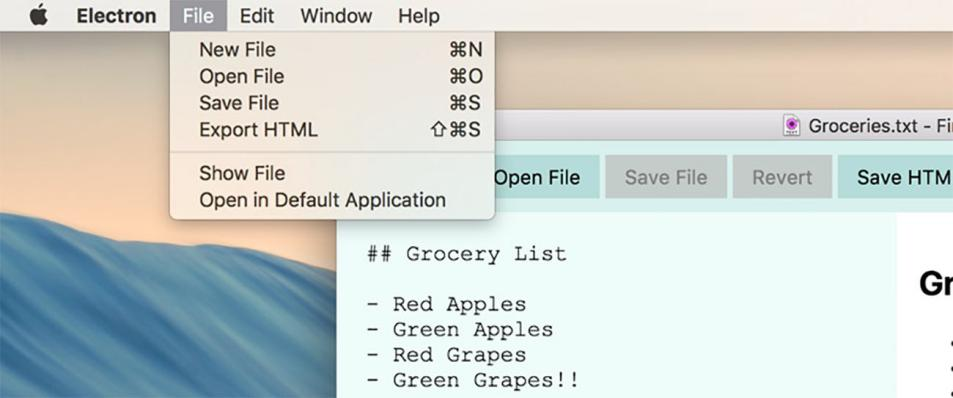 Electron File Edit Window Help
New File ⌘N
Open File ⌘O
Save File ⌘S
Export HTML ⇧⌘S
Show File
Open in Default Application
Groceries.txt - Fi
Open File Save File Revert Save HTM
## Grocery List
- Red Apples
- Green Apples
- Red Grapes
- Green Grapes!!
Gr